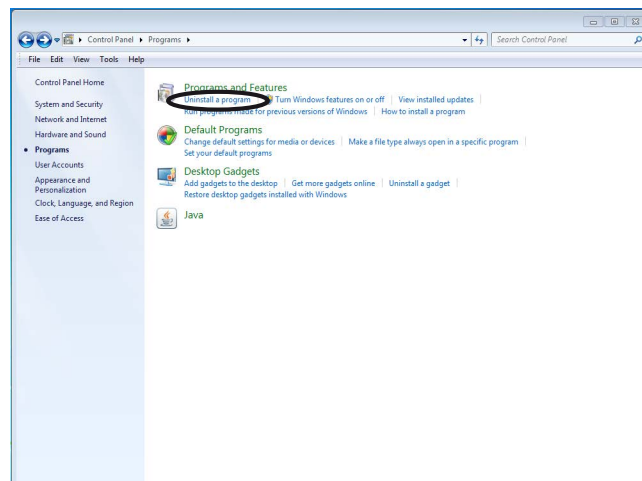 Control Panel Programs
Search Control Panel
File Edit View Tools Help
Control Panel Home
System and Security
Network and Internet
Hardware and Sound
Programs
User Accounts
Appearance and
Personalization
Clock, Language, and Region
Ease of Access
Programs and Features
Uninstall a program Turn Windows features on or off View installed updates
Run programs made for previous versions of Windows How to install a program
Default Programs
Change default settings for media or devices Make a file type always open in a specific program
Set your default programs
Desktop Gadgets
Add gadgets to the desktop Get more gadgets online Uninstall a gadget
Restore desktop gadgets installed with Windows
Java